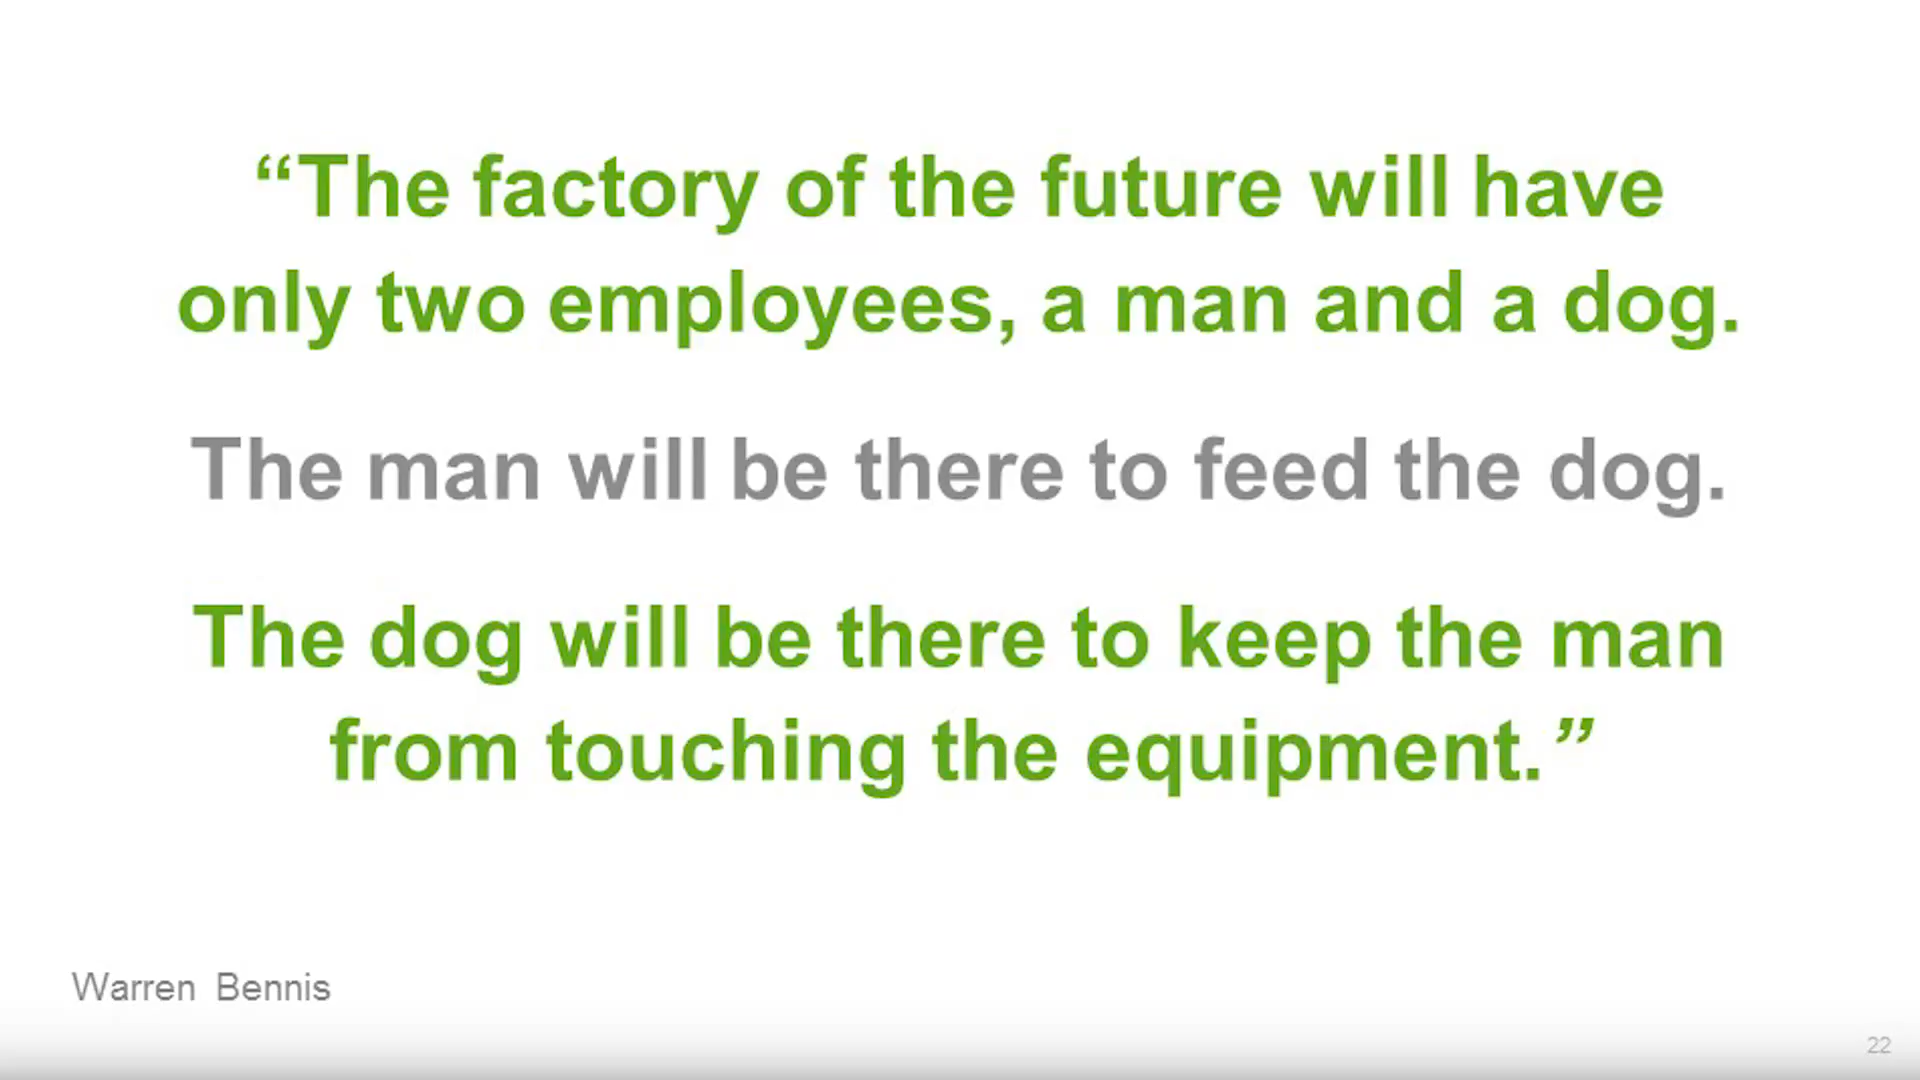 “The factory of the future will have
only two employees, a man and a dog.
The man will be there to feed the dog.
The dog will be there to keep the man
from touching the equipment.”
Warren Bennis
22